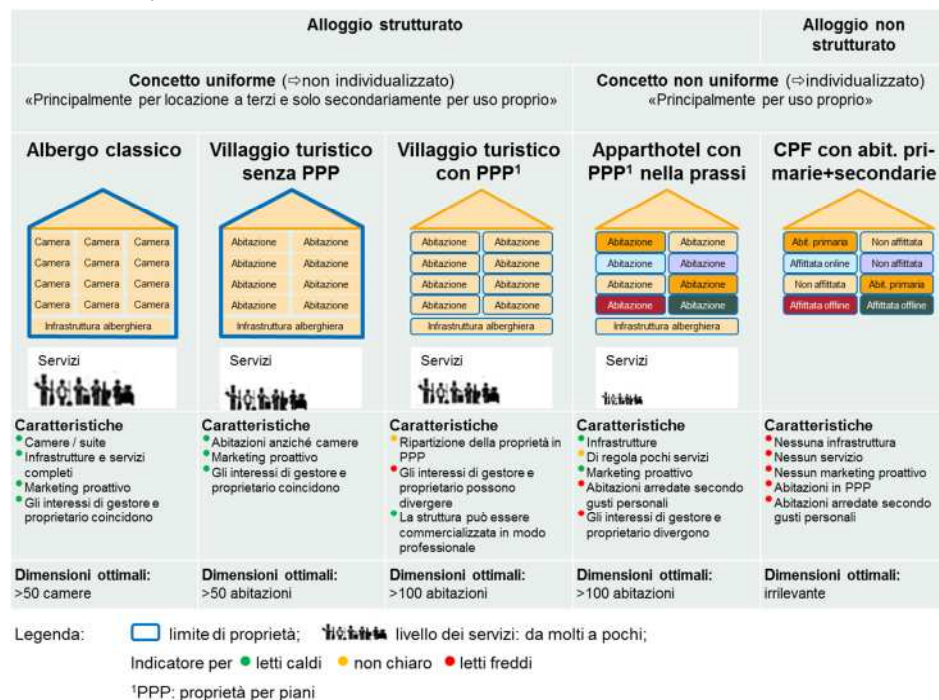 Alloggio strutturato
Alloggio non
strutturato
Concetto uniforme (⇨non individualizzato)
«Principalmente per locazione a terzi e solo secondariamente per uso proprio»
Concetto non uniforme (⇨individualizzato)
«Principalmente per uso proprio»
Albergo classico
Camera Camera Camera
Camera Camera Camera
Camera Camera Camera
Camera Camera Camera
Infrastruttura alberghiera
Servizi
Villaggio turistico
senza PPP
Abitazione Abitazione
Abitazione Abitazione
Abitazione Abitazione
Abitazione Abitazione
Infrastruttura alberghiera
Servizi
Villaggio turistico
con PPP¹
Abitazione Abitazione
Abitazione Abitazione
Abitazione Abitazione
Abitazione Abitazione
Infrastruttura alberghiera
Servizi
Apparthotel con
PPP¹ nella prassi
Abitazione Abitazione
Abitazione Abitazione
Abitazione Abitazione
Abitazione Abitazione
Infrastruttura alberghiera
Servizi
CPF con abit. pri-
marie+secondarie
Abit. primaria Non affittata
Affittata online Non affittata
Non affittata Abit. primaria
Affittata offline Affittata offline
Caratteristiche
Camere / suite
Infrastrutture e servizi
completi
Marketing proattivo
Gli interessi di gestore e
proprietario coincidono
Caratteristiche
Abitazioni anziché camere
Marketing proattivo
Gli interessi di gestore e
proprietario coincidono
Caratteristiche
Ripartizione della proprietà in
PPP
Gli interessi di gestore e
proprietario possono
divergere
La struttura può essere
commercializzata in modo
professionale
Caratteristiche
Infrastrutture
Di regola pochi servizi
Marketing proattivo
Abitazioni arredate secondo
gusti personali
Gli interessi di gestore e
proprietario divergono
Caratteristiche
Nessuna infrastruttura
Nessun servizio
Nessun marketing proattivo
Abitazioni in PPP
Abitazioni arredate secondo
gusti personali
Dimensioni ottimali:
>50 camere
Dimensioni ottimali:
>50 abitazioni
Dimensioni ottimali:
>100 abitazioni
Dimensioni ottimali:
>100 abitazioni
Dimensioni ottimali:
irrilevante
Legenda: limite di proprietà; livello dei servizi: da molti a pochi;
Indicatore per letti caldi non chiaro letti freddi
¹PPP: proprietà per piani